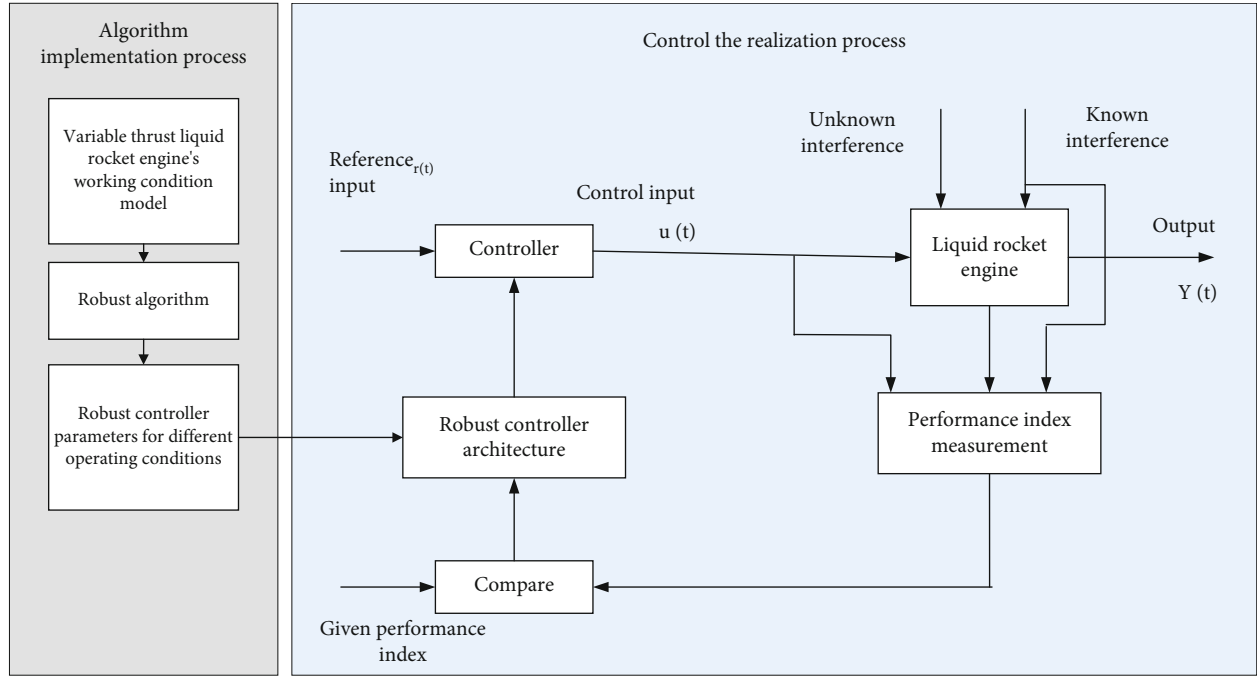 Algorithm
implementation process
Variable thrust liquid
rocket engine's
working condition
model
Robust algorithm
Robust controller
parameters for different
operating conditions
Control the realization process
Reference r(t)
input
Controller
Control input
u (t)
Unknown
interference
Known
interference
Liquid rocket
engine
Output
Y (t)
Robust controller
architecture
Performance index
measurement
Compare
Given performance
index